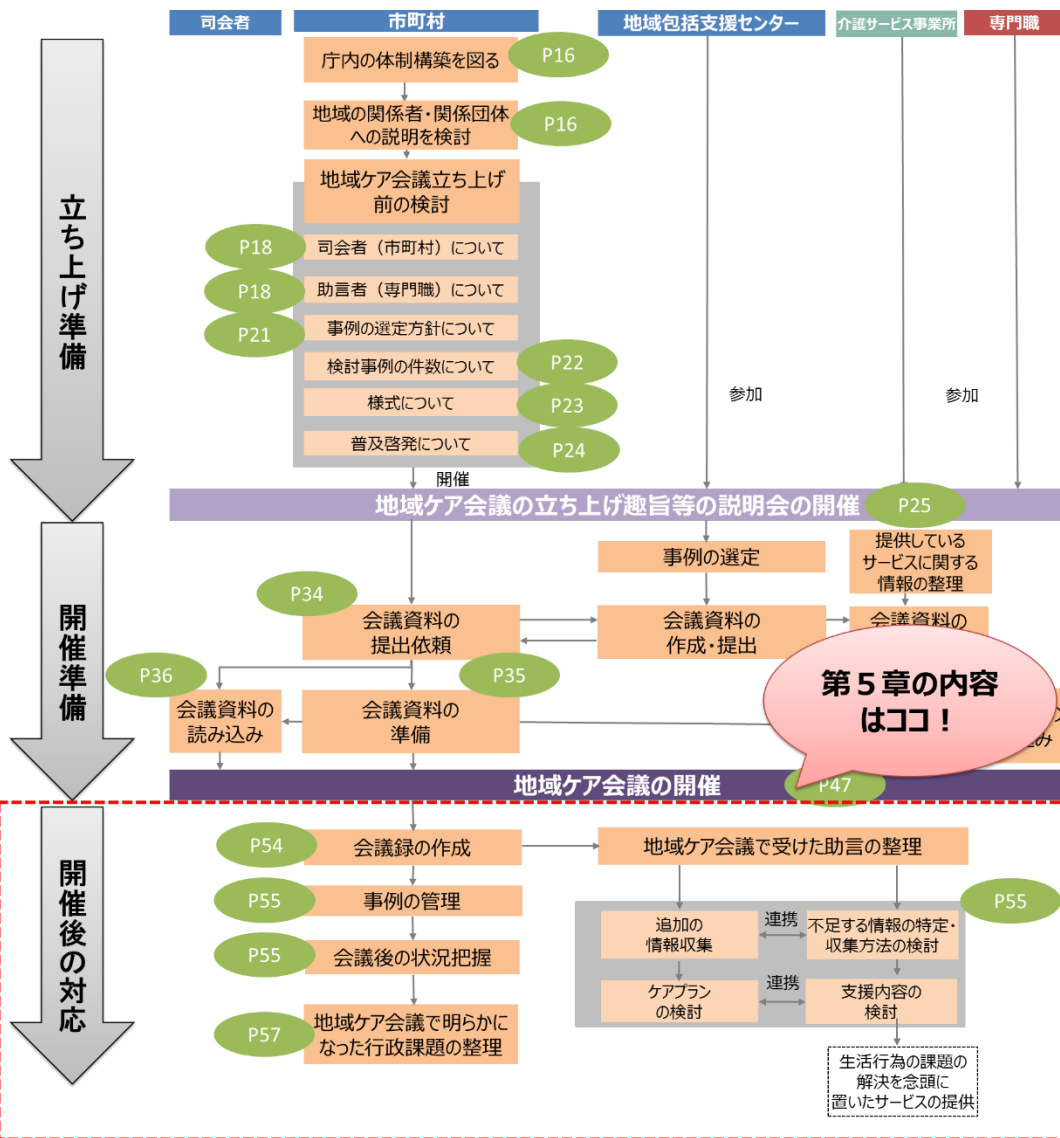 司会者
市町村
地域包括支援センター
介護サービス事業所
専門職
立ち上げ準備
庁内の体制構築を図る
P16
地域の関係者・関係団体
への説明を検討
P16
地域ケア会議立ち上げ
前の検討
P18
司会者（市町村）について
P18
助言者（専門職）について
P21
事例の選定方針について
検討事例の件数について
P22
様式について
P23
普及啓発について
P24
参加
参加
開催
地域ケア会議の立ち上げ趣旨等の説明会の開催
P25
開催準備
事例の選定
提供している
サービスに関する
情報の整理
P34
会議資料の
提出依頼
会議資料の
作成・提出
会議資料の
P36
P35
会議資料の
読み込み
会議資料の
準備
第５章の内容
はココ！
み
地域ケア会議の開催
P47
開催後の対応
P54
会議録の作成
地域ケア会議で受けた助言の整理
P55
事例の管理
P55
追加の
情報収集
連携
不足する情報の特定・
収集方法の検討
P55
会議後の状況把握
ケアプラン
の検討
連携
支援内容の
検討
P57
地域ケア会議で明らかに
なった行政課題の整理
生活行為の課題の
解決を念頭に
置いたサービスの提供